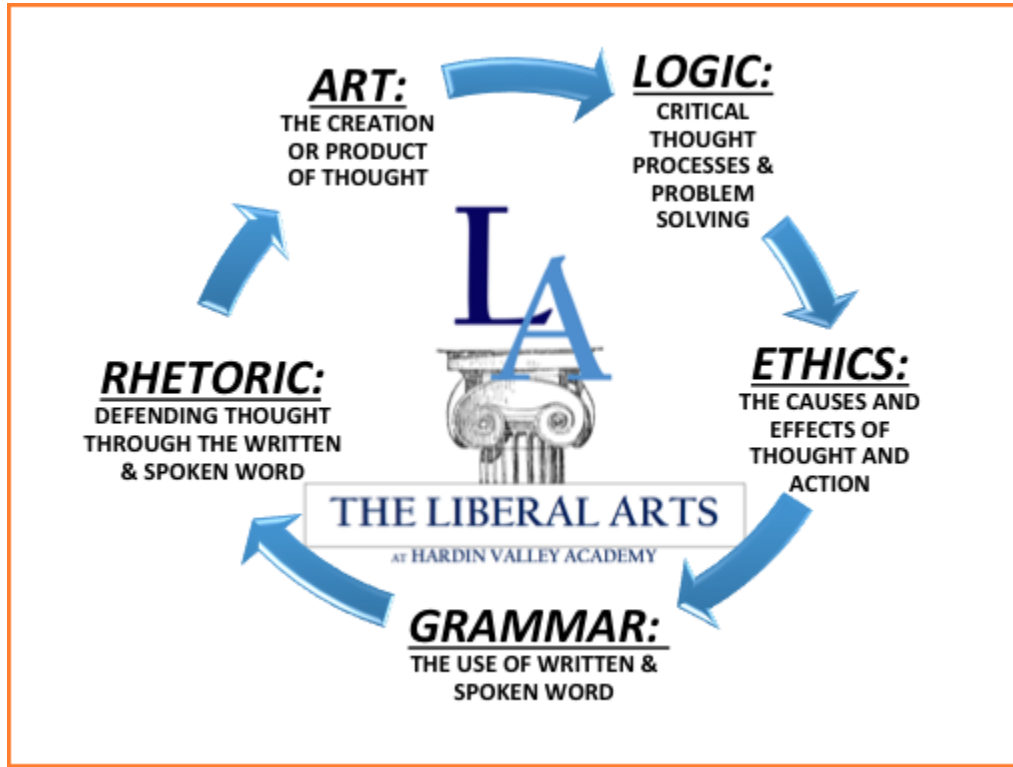 ART:
THE CREATION
OR PRODUCT
OF THOUGHT
LOGIC:
CRITICAL
THOUGHT
PROCESSES &
PROBLEM
SOLVING
ETHICS:
THE CAUSES AND
EFFECTS OF
THOUGHT AND
ACTION
GRAMMAR:
THE USE OF WRITTEN &
SPOKEN WORD
RHETORIC:
DEFENDING THOUGHT
THROUGH THE WRITTEN
& SPOKEN WORD
LA
THE LIBERAL ARTS
AT HARDIN VALLEY ACADEMY